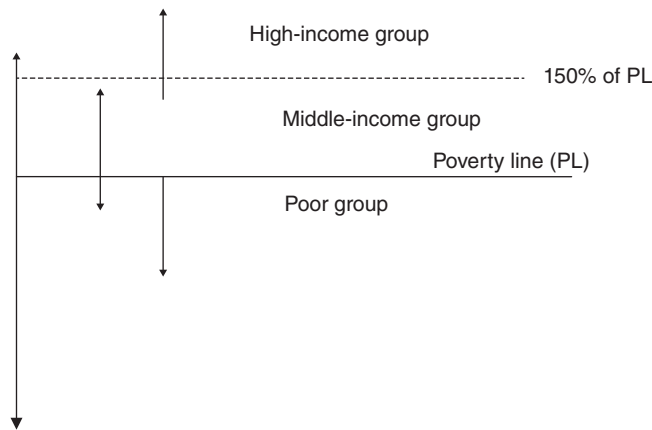 High-income group
150% of PL
Middle-income group
Poverty line (PL)
Poor group